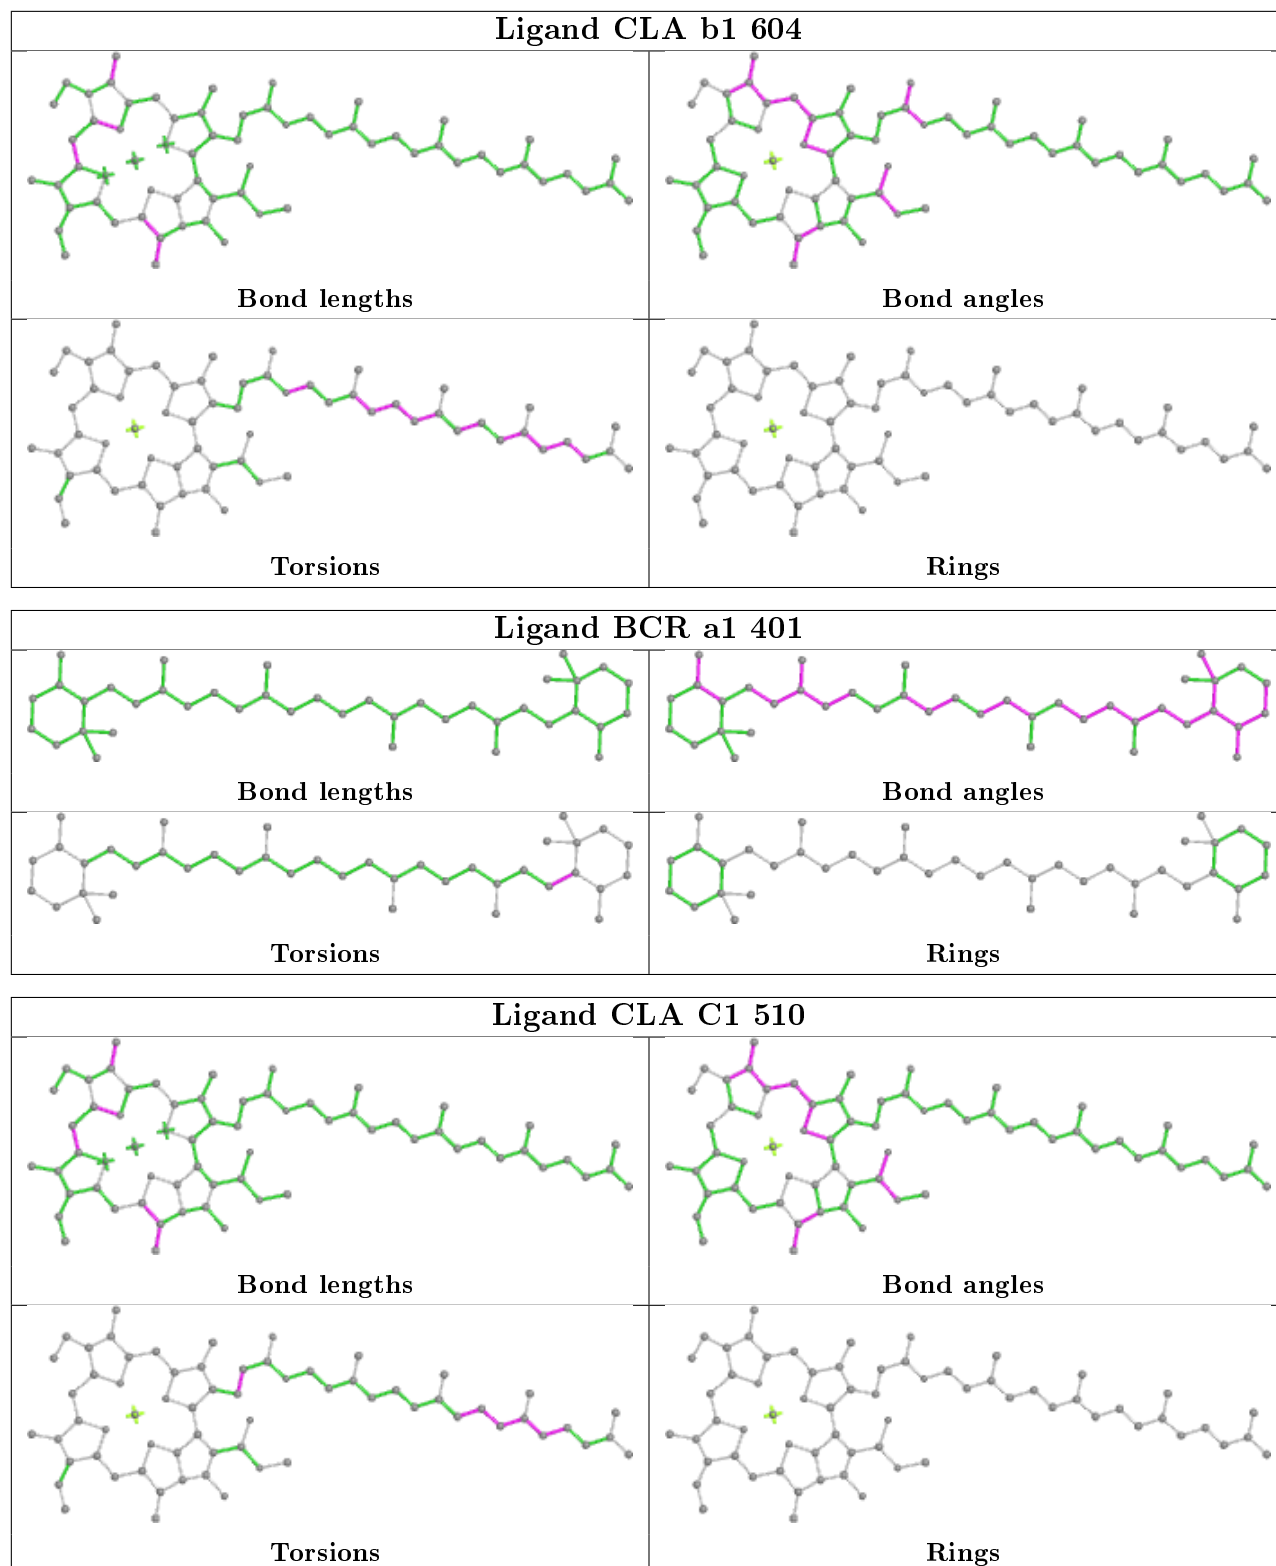 Ligand CLA b1 604
Bond lengths
Bond angles
Torsions
Rings
Ligand BCR a1 401
Bond lengths
Bond angles
Torsions
Rings
Ligand CLA C1 510
Bond lengths
Bond angles
Torsions
Rings